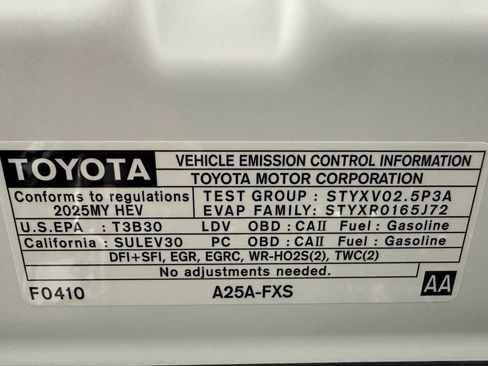 TOYOTA VEHICLE EMISSION CONTROL INFORMATION
TOYOTA MOTOR CORPORATION
Conforms to regulations TEST GROUP : STYXV02.5P3A
2025MY HEV EVAP FAMILY: STYXR0165J72
U.S.EPA : T3B30 LDV OBD : CAII Fuel : Gasoline
California : SULEV30 PC OBD : CAII Fuel : Gasoline
DFI+SFI, EGR, EGRC, WR-HO2S(2), TWC(2)
No adjustments needed.
F0410 A25A-FXS AA